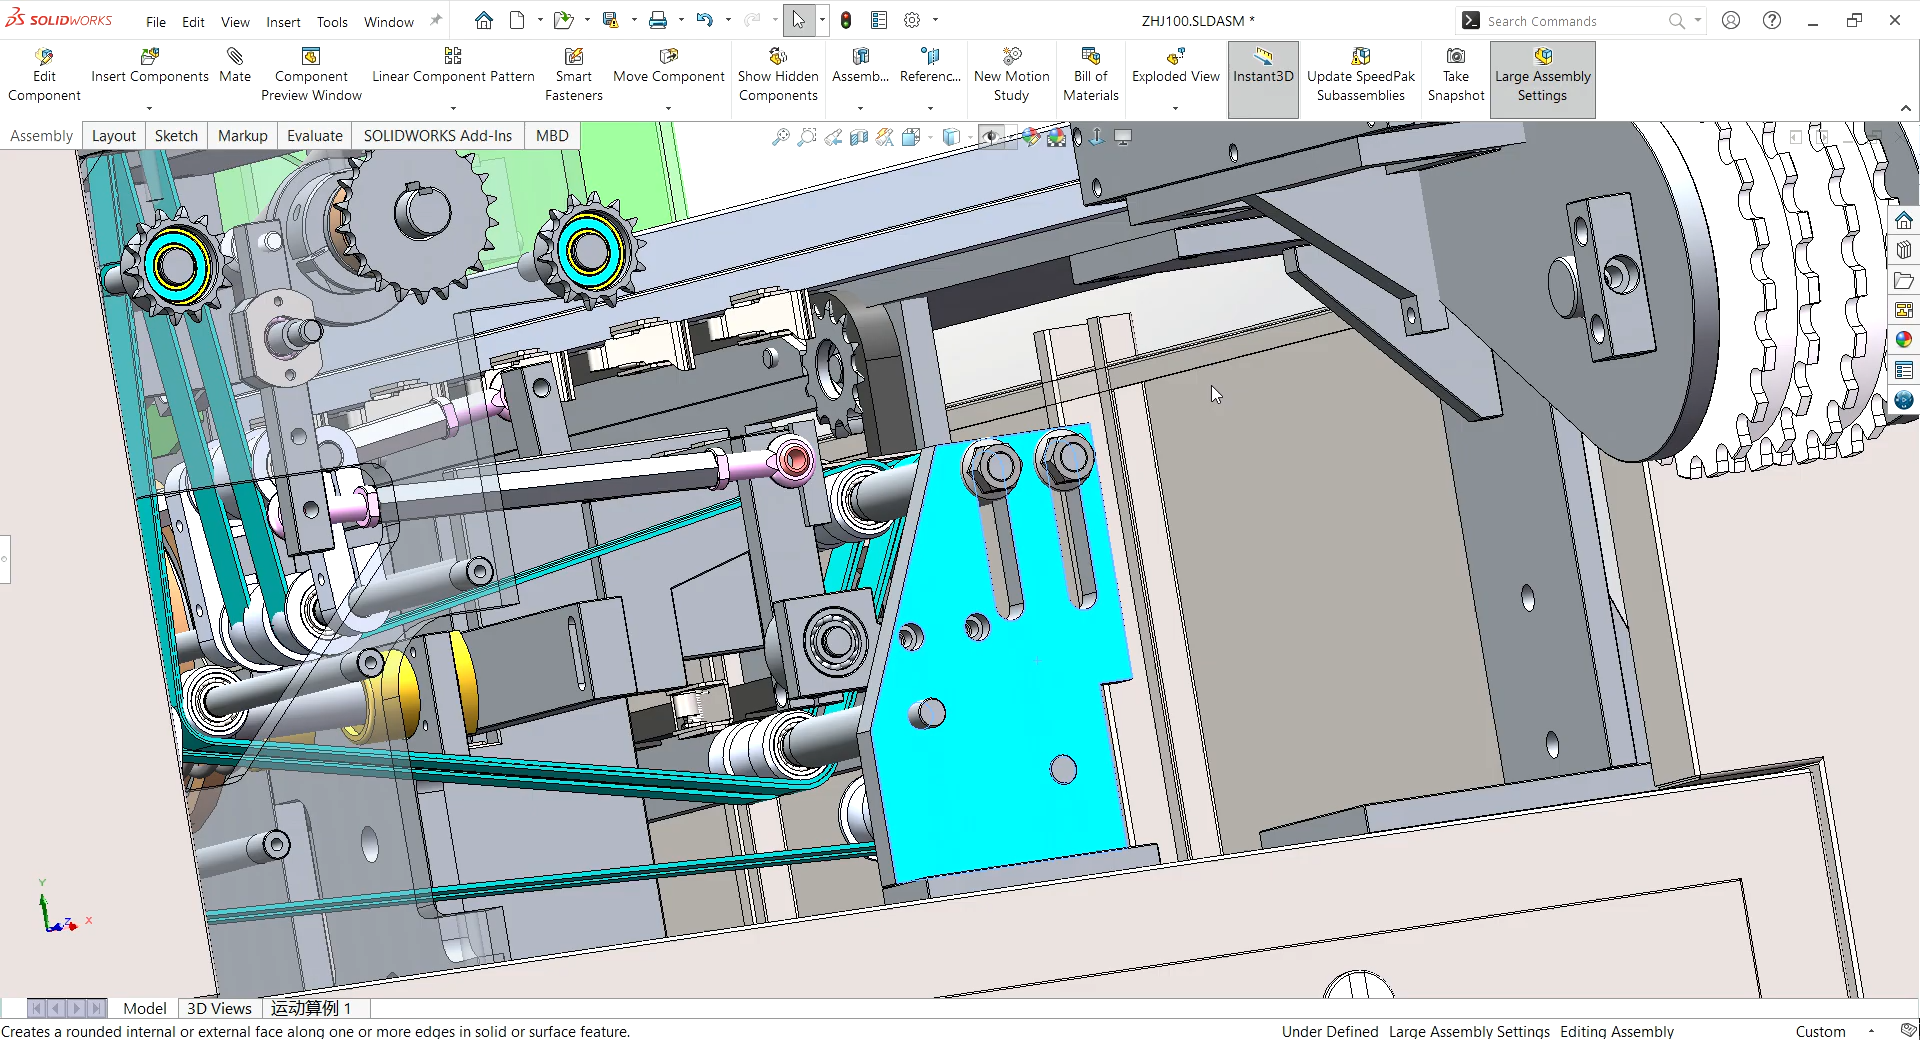 SOLIDWORKS File Edit View Insert Tools Window ZHJ100.SLDASM * Search Commands
Edit Component
Insert Components
Mate
Component Preview Window
Linear Component Pattern
Smart Fasteners
Move Component
Show Hidden Components
Assemb...
Referenc...
New Motion Study
Bill of Materials
Exploded View
Instant3D
Update SpeedPak Subassemblies
Take Snapshot
Large Assembly Settings
Assembly Layout Sketch Markup Evaluate SOLIDWORKS Add-Ins MBD
Y
Z X
Model 3D Views 运动算例 1
Creates a rounded internal or external face along one or more edges in solid or surface feature. Under Defined Large Assembly Settings Editing Assembly Custom